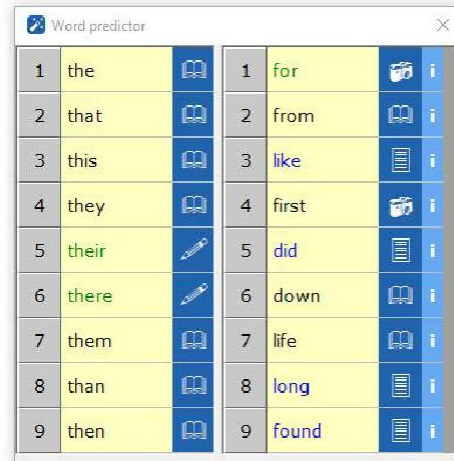 Word predictor
1 the
2 that
3 this
4 they
5 their
6 there
7 them
8 than
9 then
1 for i
2 from i
3 like i
4 first i
5 did i
6 down i
7 life i
8 long i
9 found i